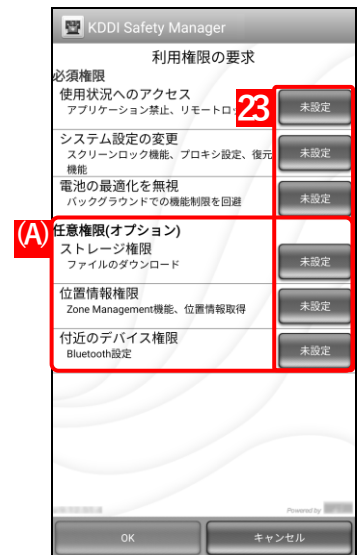 KDDI Safety Manager
利用権限の要求
必須権限
使用状況へのアクセス
アプリケーション禁止、リモートロ
23
未設定
システム設定の変更
スクリーンロック機能、プロキシ設定、復元
機能
未設定
電池の最適化を無視
バックグラウンドでの機能制限を回避
未設定
(A)
任意権限(オプション)
ストレージ権限
ファイルのダウンロード
未設定
位置情報権限
Zone Management機能、位置情報取得
未設定
付近のデバイス権限
Bluetooth設定
未設定
Powered by
OK
キャンセル